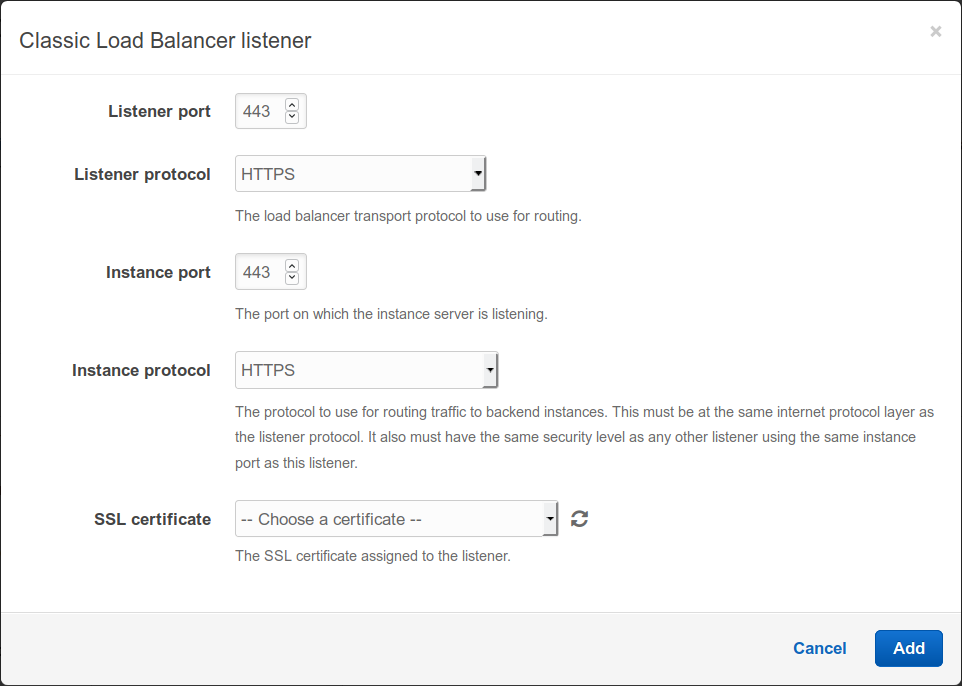 Classic Load Balancer listener
×
Listener port
443
Listener protocol
HTTPS
The load balancer transport protocol to use for routing.
Instance port
443
The port on which the instance server is listening.
Instance protocol
HTTPS
The protocol to use for routing traffic to backend instances. This must be at the same internet protocol layer as
the listener protocol. It also must have the same security level as any other listener using the same instance
port as this listener.
SSL certificate
-- Choose a certificate --
The SSL certificate assigned to the listener.
Cancel
Add